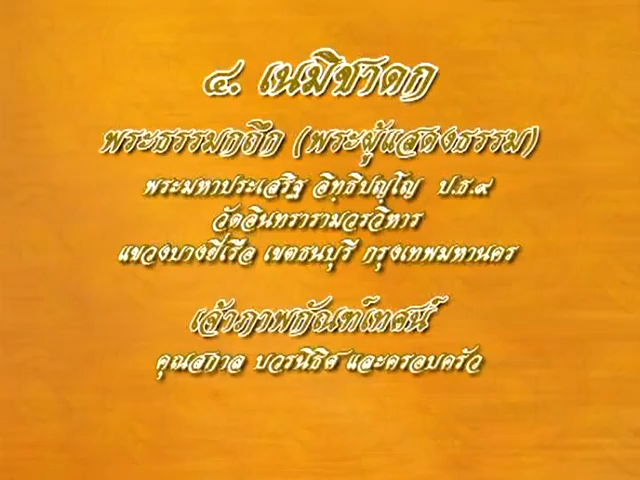 ๔. เนมิชาดก
พระธรรมกถึก (พระผู้แสดงธรรม)
พระมหาประเสริฐ อิทฺธิปญฺโญ ป.ธ.๙
วัดอินทารามวรวิหาร
แขวงบางยี่เรือ เขตธนบุรี กรุงเทพมหานคร
เจ้าภาพกัณฑ์เทศน์
คุณสกาล บวรนิธิศ และครอบครัว